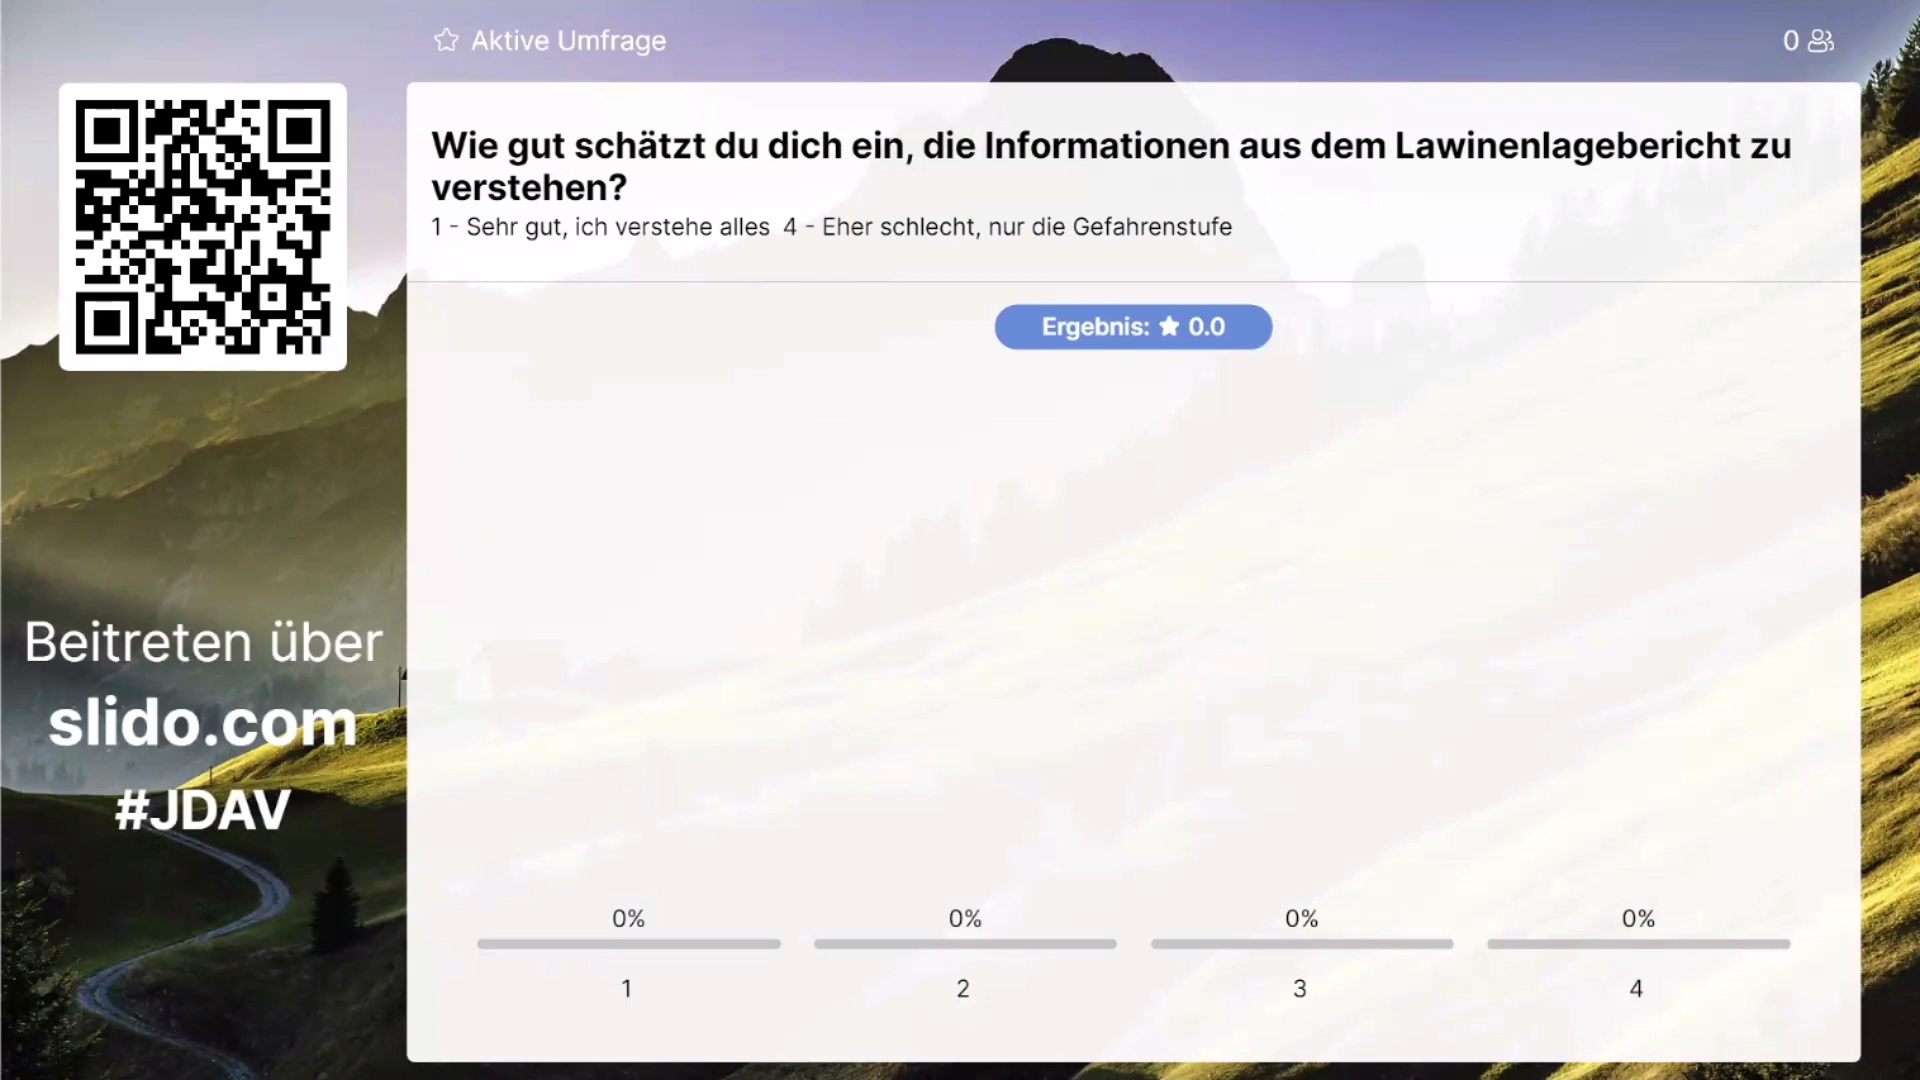 Aktive Umfrage
0
Wie gut schätzt du dich ein, die Informationen aus dem Lawinenlagebericht zu
verstehen?
1 - Sehr gut, ich verstehe alles  4 - Eher schlecht, nur die Gefahrenstufe
Ergebnis: ★ 0.0
Beitreten über
slido.com
#JDAV
0% 0% 0% 0%
1 2 3 4